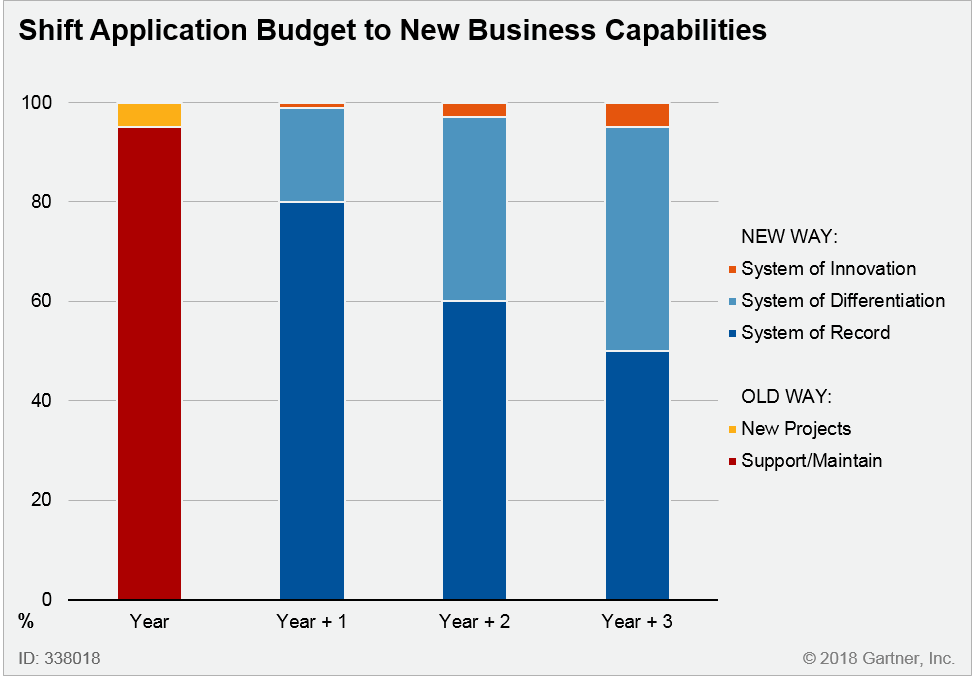 Shift Application Budget to New Business Capabilities
100
80
60
40
20
0
%
Year
Year + 1
Year + 2
Year + 3
NEW WAY:
System of Innovation
System of Differentiation
System of Record
OLD WAY:
New Projects
Support/Maintain
ID: 338018
© 2018 Gartner, Inc.